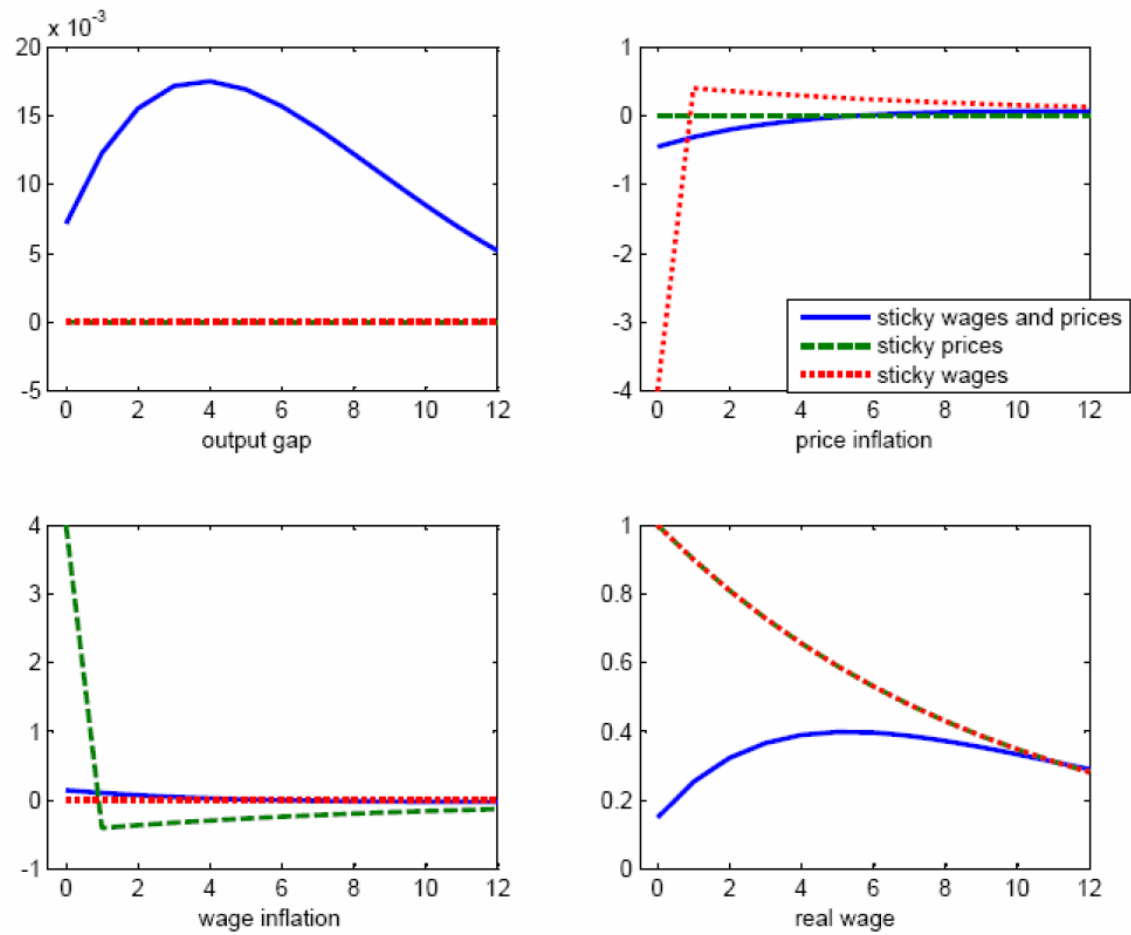 x 10⁻³
20
15
10
5
0
-5
0 2 4 6 8 10 12
output gap
1
0
-1
-2
-3
-4
0 2 4 6 8 10 12
price inflation
sticky wages and prices
sticky prices
sticky wages
4
3
2
1
0
-1
0 2 4 6 8 10 12
wage inflation
1
0.8
0.6
0.4
0.2
0
0 2 4 6 8 10 12
real wage